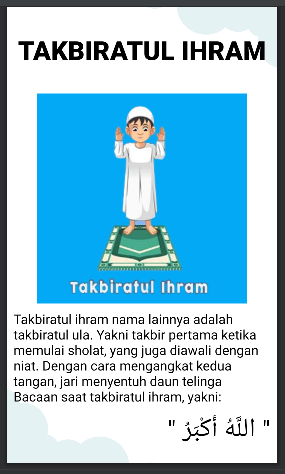 TAKBIRATUL IHRAM
Takbiratul Ihram
Takbiratul ihram nama lainnya adalah
takbiratul ula. Yakni takbir pertama ketika
memulai sholat, yang juga diawali dengan
niat. Dengan cara mengangkat kedua
tangan, jari menyentuh daun telinga
Bacaan saat takbiratul ihram, yakni:
" اللَّهُ أَكْبَرُ "